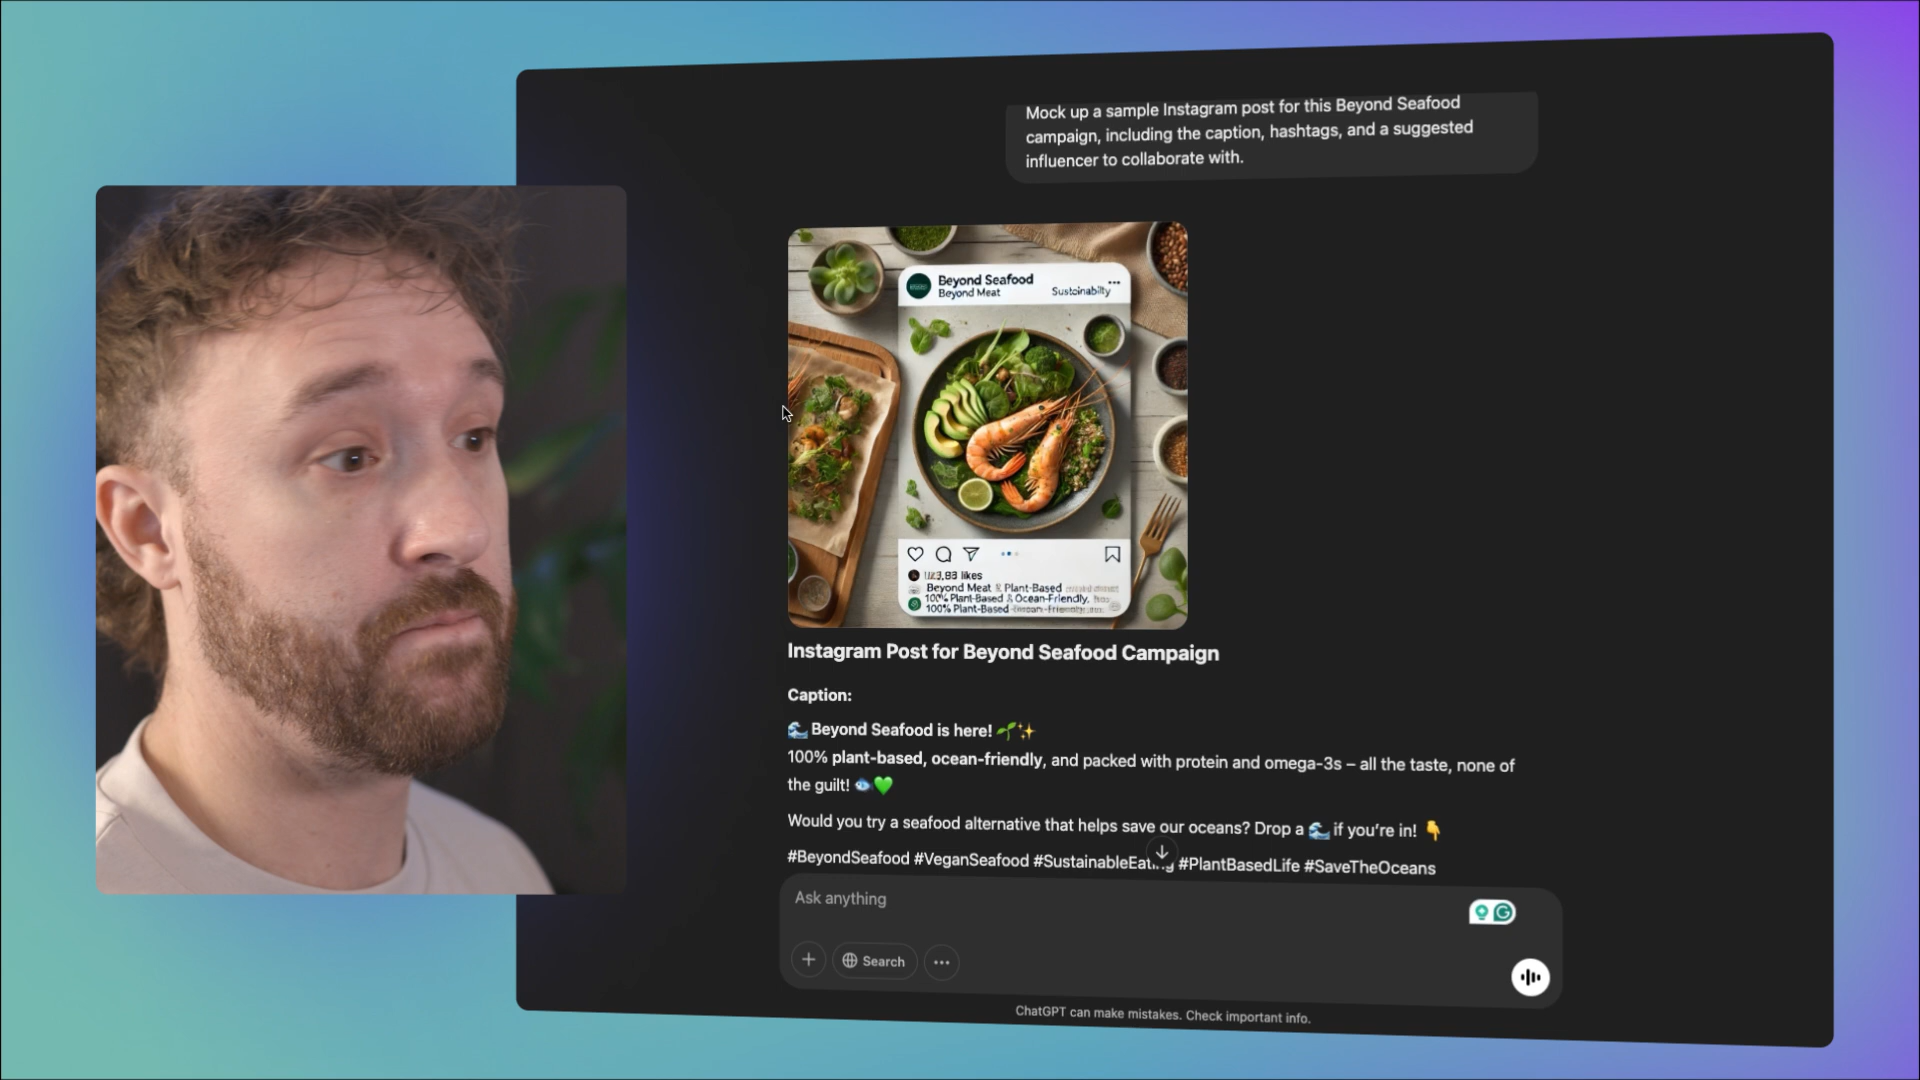 Mock up a sample Instagram post for this Beyond Seafood
campaign, including the caption, hashtags, and a suggested
influencer to collaborate with.
Beyond Seafood
Beyond Meat
Sustoinabilty
likes
Beyond Meat & Plant-Based
100% Plant-Based & Ocean-Friendly,
100% Plant-Based
Instagram Post for Beyond Seafood Campaign
Caption:
🌊 Beyond Seafood is here! 🌱✨
100% plant-based, ocean-friendly, and packed with protein and omega-3s – all the taste, none of
the guilt! 🐟💚
Would you try a seafood alternative that helps save our oceans? Drop a 🌊 if you’re in! 👇
#BeyondSeafood #VeganSeafood #SustainableEating #PlantBasedLife #SaveTheOceans
Ask anything
Search
ChatGPT can make mistakes. Check important info.